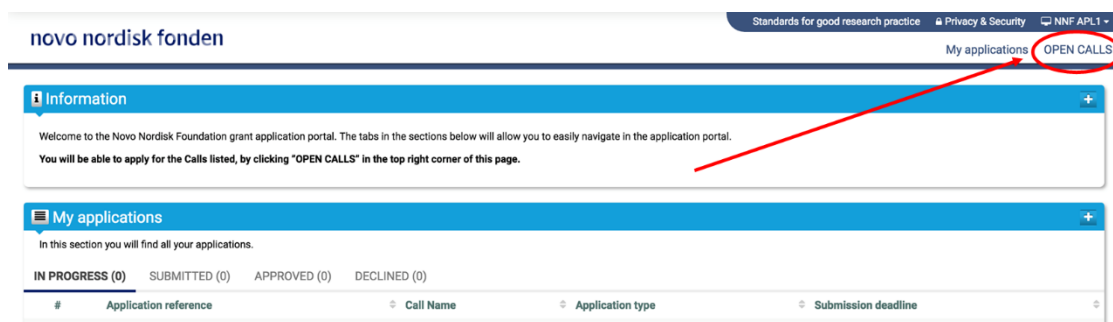 Standards for good research practice Privacy & Security NNF APL1
novo nordisk fonden
My applications OPEN CALLS
Information
Welcome to the Novo Nordisk Foundation grant application portal. The tabs in the sections below will allow you to easily navigate in the application portal.
You will be able to apply for the Calls listed, by clicking "OPEN CALLS" in the top right corner of this page.
My applications
In this section you will find all your applications.
IN PROGRESS (0) SUBMITTED (0) APPROVED (0) DECLINED (0)
# Application reference Call Name Application type Submission deadline